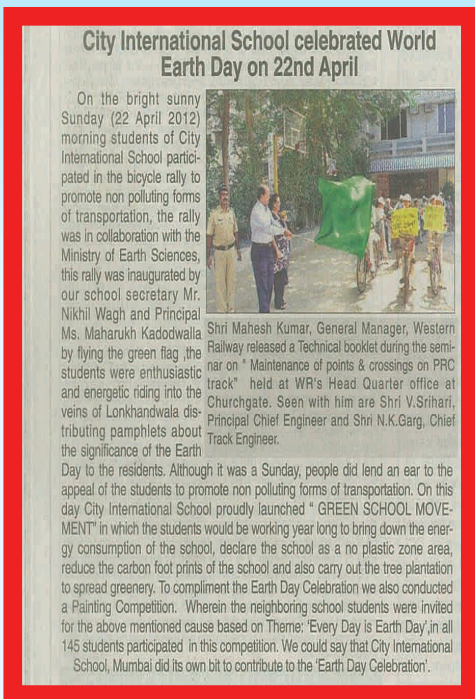 City International School celebrated World
Earth Day on 22nd April
On the bright sunny
Sunday (22 April 2012)
morning students of City
International School partici-
pated in the bicycle rally to
promote non polluting forms
of transportation, the rally
was in collaboration with the
Ministry of Earth Sciences,
this rally was inaugurated by
our school secretary Mr.
Nikhil Wagh and Principal
Ms. Maharukh Kadodwalla
by flying the green flag ,the
students were enthusiastic
and energetic riding into the
veins of Lonkhandwala dis-
tributing pamphlets about
the significance of the Earth
Shri Mahesh Kumar, General Manager, Western
Railway released a Technical booklet during the semi-
nar on " Maintenance of points & crossings on PRC
track" held at WR's Head Quarter office at
Churchgate. Seen with him are Shri V.Srihari,
Principal Chief Engineer and Shri N.K.Garg, Chief
Track Engineer.
Day to the residents. Although it was a Sunday, people did lend an ear to the
appeal of the students to promote non polluting forms of transportation. On this
day City International School proudly launched " GREEN SCHOOL MOVE-
MENT" in which the students would be working year long to bring down the ener-
gy consumption of the school, declare the school as a no plastic zone area,
reduce the carbon foot prints of the school and also carry out the tree plantation
to spread greenery. To compliment the Earth Day Celebration we also conducted
a Painting Competition. Wherein the neighboring school students were invited
for the above mentioned cause based on Theme: 'Every Day is Earth Day',in all
145 students participated in this competition. We could say that City International
School, Mumbai did its own bit to contribute to the 'Earth Day Celebration'.